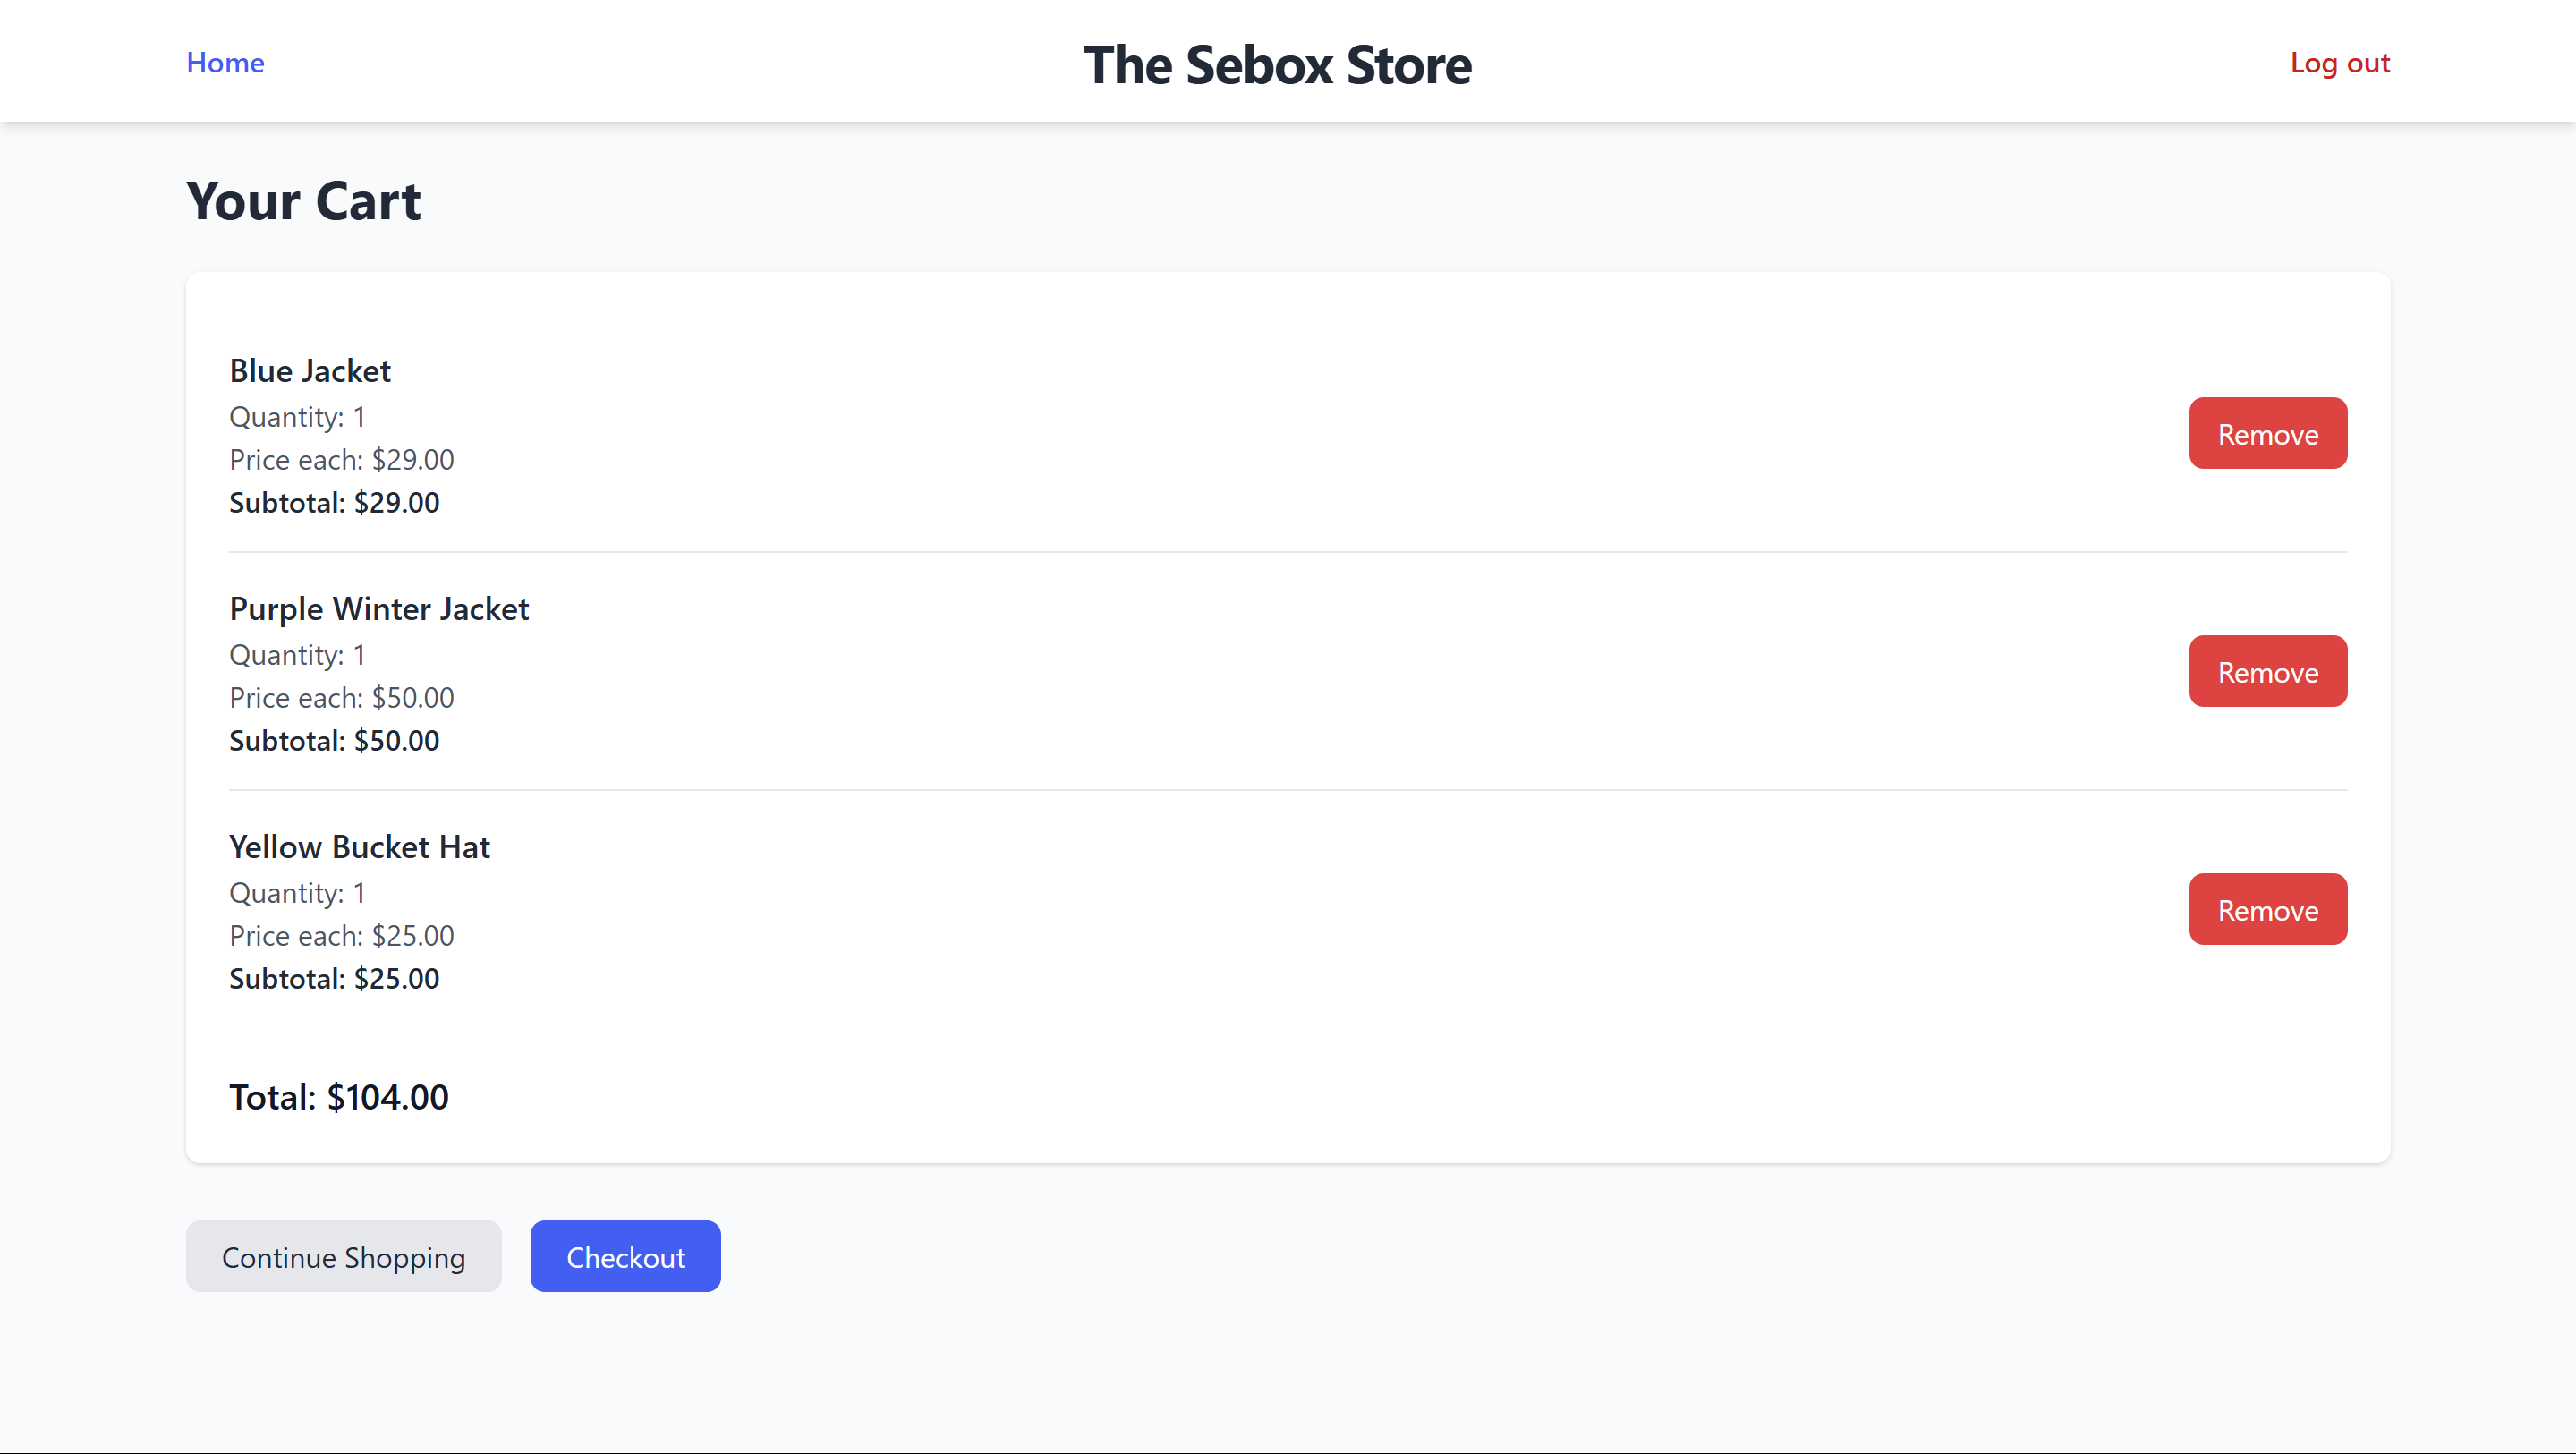 Home
The Sebox Store
Log out
Your Cart
Blue Jacket
Quantity: 1
Price each: $29.00
Subtotal: $29.00
Remove
Purple Winter Jacket
Quantity: 1
Price each: $50.00
Subtotal: $50.00
Remove
Yellow Bucket Hat
Quantity: 1
Price each: $25.00
Subtotal: $25.00
Remove
Total: $104.00
Continue Shopping
Checkout